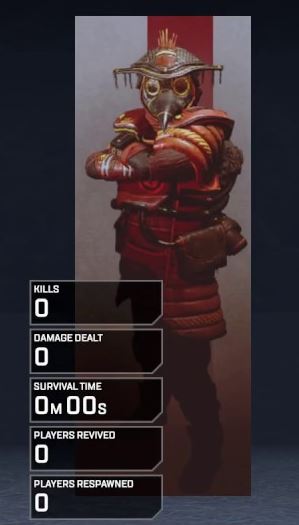 KILLS
0
DAMAGE DEALT
0
SURVIVAL TIME
0M 00S
PLAYERS REVIVED
0
PLAYERS RESPAWNED
0